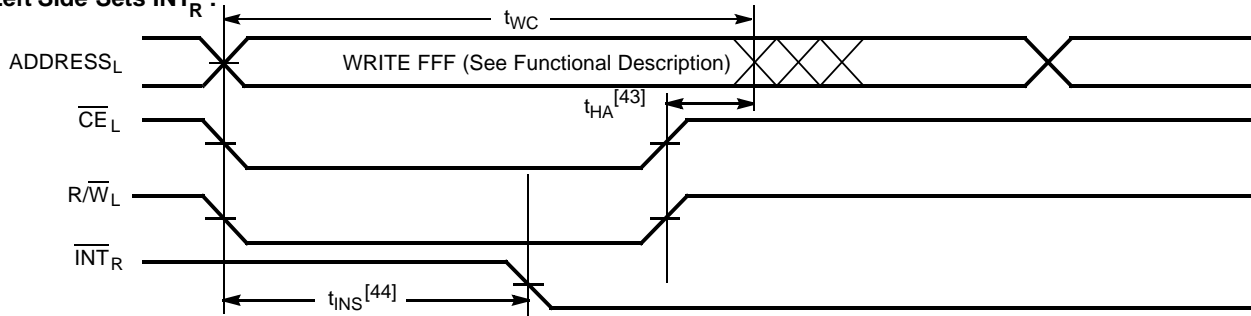 Left Side Sets INT_R :
t_WC
ADDRESS_L
WRITE FFF (See Functional Description)
t_HA[43]
CE_L
R/W_L
INT_R
t_INS[44]